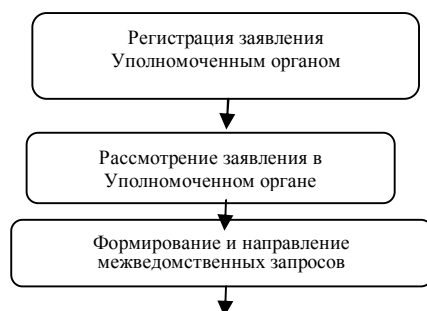 Регистрация заявления
Уполномоченным органом
Рассмотрение заявления в
Уполномоченном органе
Формирование и направление
межведомственных запросов